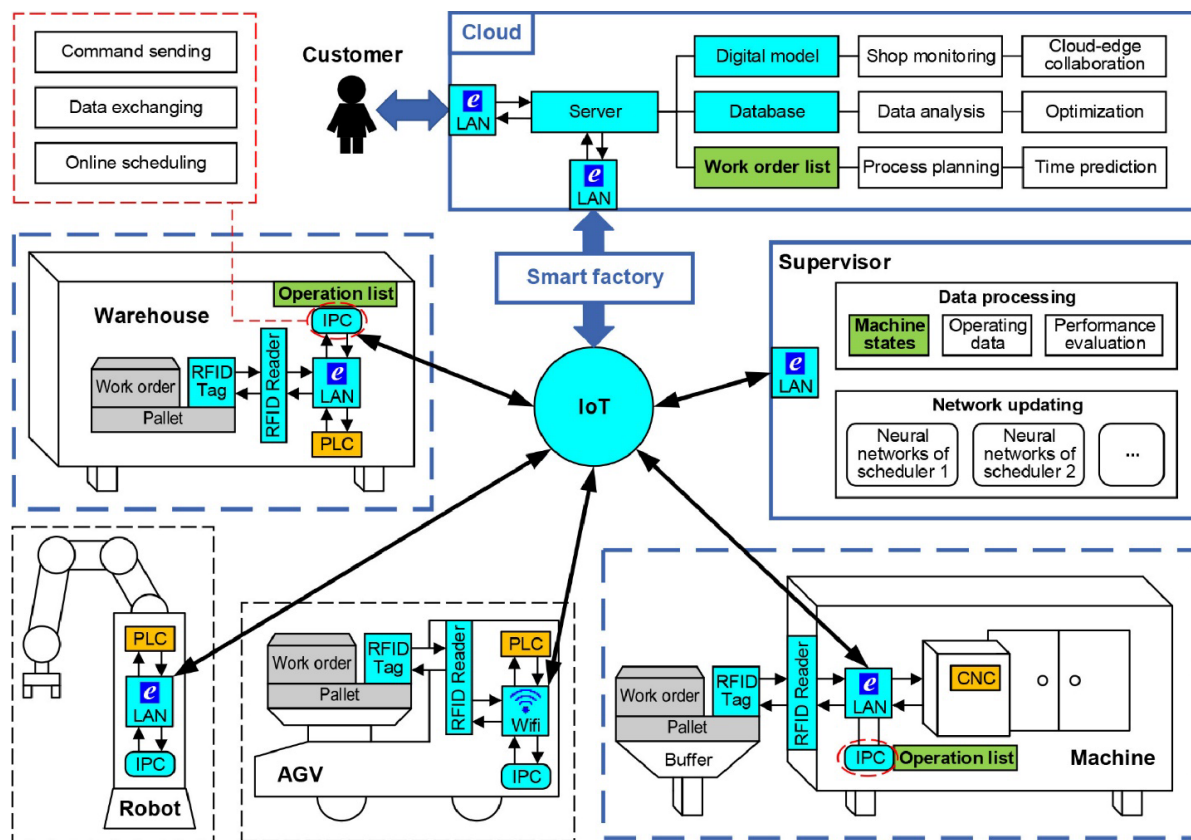 Command sending
Data exchanging
Online scheduling
Customer
Cloud
e
LAN
Server
e
LAN
Digital model
Shop monitoring
Cloud-edge
collaboration
Database
Data analysis
Optimization
Work order list
Process planning
Time prediction
Smart factory
IoT
Warehouse
Operation list
IPC
Work order
Pallet
RFID
Tag
RFID Reader
e
LAN
PLC
Supervisor
Data processing
Machine
states
Operating
data
Performance
evaluation
e
LAN
Network updating
Neural
networks of
scheduler 1
Neural
networks of
scheduler 2
...
PLC
e
LAN
IPC
Robot
Work order
Pallet
RFID
Tag
RFID Reader
PLC
Wifi
IPC
AGV
Work order
Pallet
Buffer
RFID
Tag
RFID Reader
e
LAN
CNC
IPC
Operation list
Machine